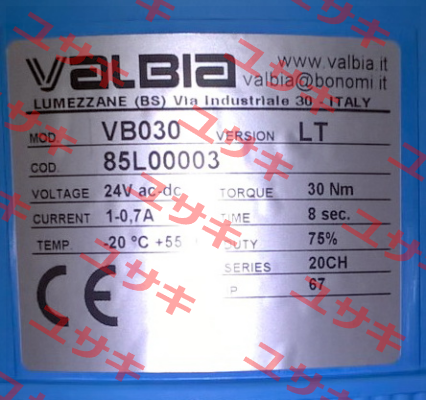 VALBIA
www.valbia.it
valbia@bonomi.it
LUMEZZANE (BS) Via Industriale 30 - ITALY
MOD. VB030 VERSION LT
COD. 85L00003
VOLTAGE 24V ac-dc TORQUE 30 Nm
CURRENT 1-0,7A TIME 8 sec.
TEMP. -20 °C +55 DUTY 75%
SERIES 20CH
IP 67
CE
ユサキ